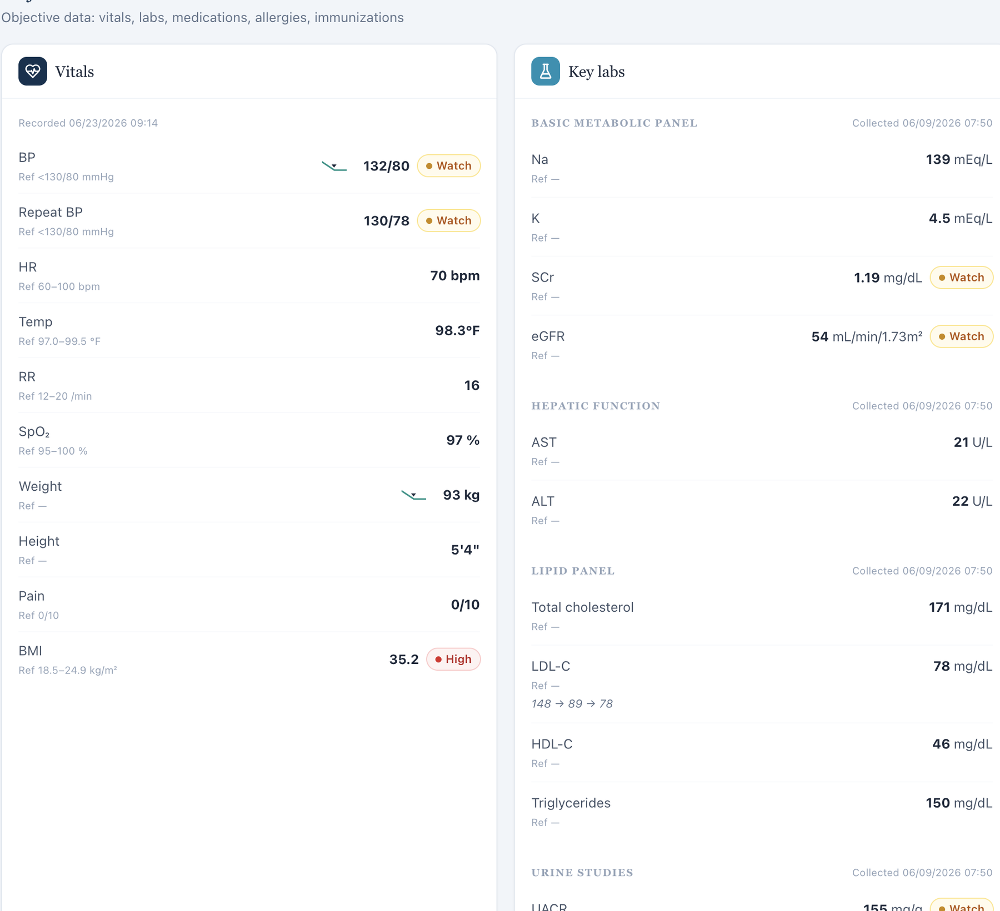 Objective data: vitals, labs, medications, allergies, immunizations
Vitals
Recorded 06/23/2026 09:14
BP
132/80 Watch
Ref <130/80 mmHg
Repeat BP
130/78 Watch
Ref <130/80 mmHg
HR
70 bpm
Ref 60–100 bpm
Temp
98.3°F
Ref 97.0–99.5 °F
RR
16
Ref 12–20 /min
SpO₂
97 %
Ref 95–100 %
Weight
93 kg
Ref —
Height
5'4"
Ref —
Pain
0/10
Ref 0/10
BMI
35.2 High
Ref 18.5–24.9 kg/m²
Key labs
BASIC METABOLIC PANEL Collected 06/09/2026 07:50
Na 139 mEq/L
Ref —
K 4.5 mEq/L
Ref —
SCr 1.19 mg/dL Watch
Ref —
eGFR 54 mL/min/1.73m² Watch
Ref —
HEPATIC FUNCTION Collected 06/09/2026 07:50
AST 21 U/L
Ref —
ALT 22 U/L
Ref —
LIPID PANEL Collected 06/09/2026 07:50
Total cholesterol 171 mg/dL
Ref —
LDL-C 78 mg/dL
Ref —
148 → 89 → 78
HDL-C 46 mg/dL
Ref —
Triglycerides 150 mg/dL
Ref —
URINE STUDIES Collected 06/09/2026 07:50
UACR 155 mg/g Watch